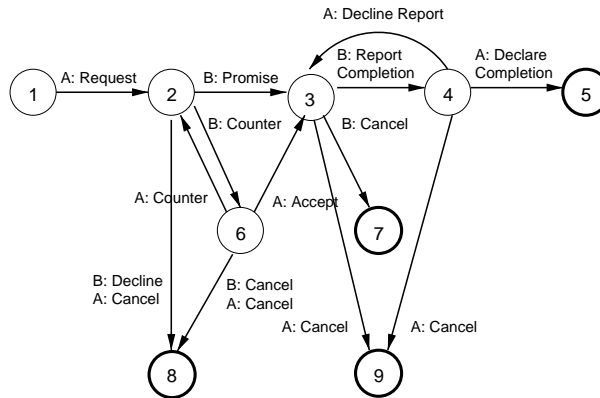 A: Decline Report
A: Request
B: Promise
B: Report
Completion
A: Declare
Completion
1
2
3
4
5
B: Counter
B: Cancel
A: Counter
A: Accept
6
7
B: Decline
A: Cancel
B: Cancel
A: Cancel
A: Cancel
A: Cancel
8
9